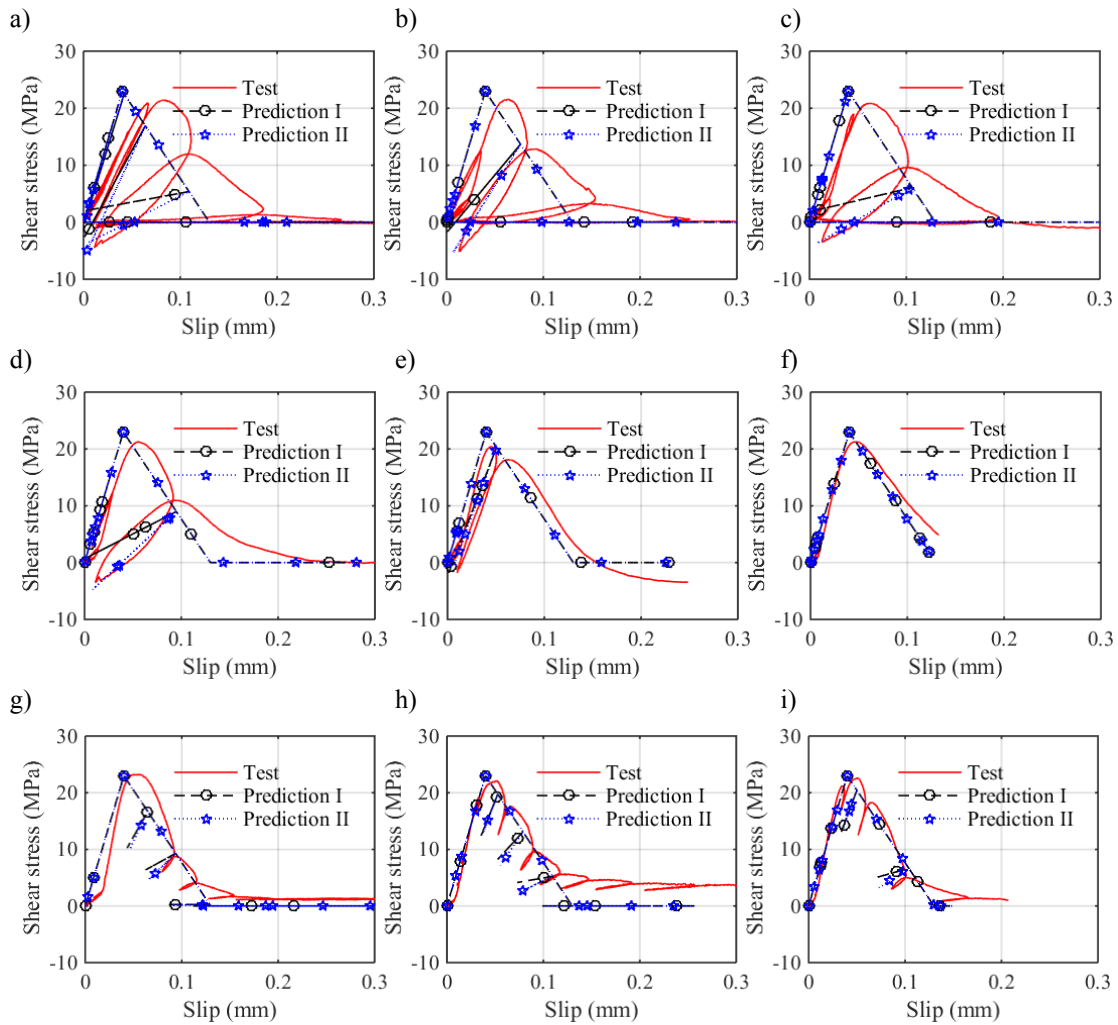 a)
b)
c)
Shear stress (MPa)
30
20
10
0
-10
0
0.1
0.2
0.3
Slip (mm)
Test
Prediction I
Prediction II
Shear stress (MPa)
30
20
10
0
-10
0
0.1
0.2
0.3
Slip (mm)
Test
Prediction I
Prediction II
Shear stress (MPa)
30
20
10
0
-10
0
0.1
0.2
0.3
Slip (mm)
Test
Prediction I
Prediction II
d)
e)
f)
Shear stress (MPa)
30
20
10
0
-10
0
0.1
0.2
0.3
Slip (mm)
Test
Prediction I
Prediction II
Shear stress (MPa)
30
20
10
0
-10
0
0.1
0.2
0.3
Slip (mm)
Test
Prediction I
Prediction II
Shear stress (MPa)
30
20
10
0
-10
0
0.1
0.2
0.3
Slip (mm)
Test
Prediction I
Prediction II
g)
h)
i)
Shear stress (MPa)
30
20
10
0
-10
0
0.1
0.2
0.3
Slip (mm)
Test
Prediction I
Prediction II
Shear stress (MPa)
30
20
10
0
-10
0
0.1
0.2
0.3
Slip (mm)
Test
Prediction I
Prediction II
Shear stress (MPa)
30
20
10
0
-10
0
0.1
0.2
0.3
Slip (mm)
Test
Prediction I
Prediction II